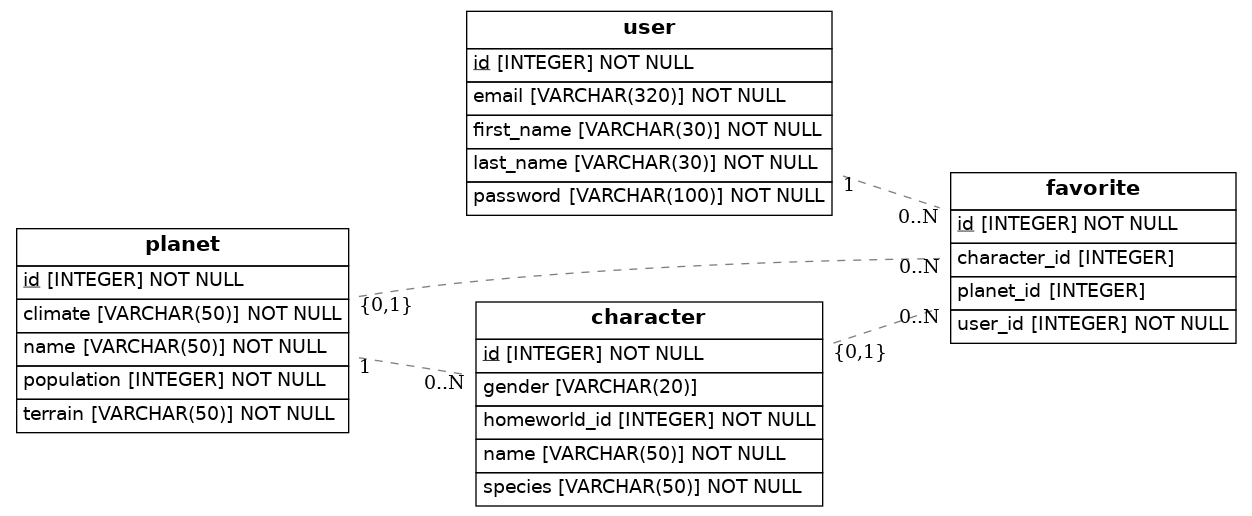 user
id [INTEGER] NOT NULL
email [VARCHAR(320)] NOT NULL
first_name [VARCHAR(30)] NOT NULL
last_name [VARCHAR(30)] NOT NULL
password [VARCHAR(100)] NOT NULL
1
0..N
favorite
id [INTEGER] NOT NULL
character_id [INTEGER]
planet_id [INTEGER]
user_id [INTEGER] NOT NULL
planet
id [INTEGER] NOT NULL
climate [VARCHAR(50)] NOT NULL
name [VARCHAR(50)] NOT NULL
population [INTEGER] NOT NULL
terrain [VARCHAR(50)] NOT NULL
{0,1}
0..N
1
0..N
character
id [INTEGER] NOT NULL
gender [VARCHAR(20)]
homeworld_id [INTEGER] NOT NULL
name [VARCHAR(50)] NOT NULL
species [VARCHAR(50)] NOT NULL
{0,1}
0..N